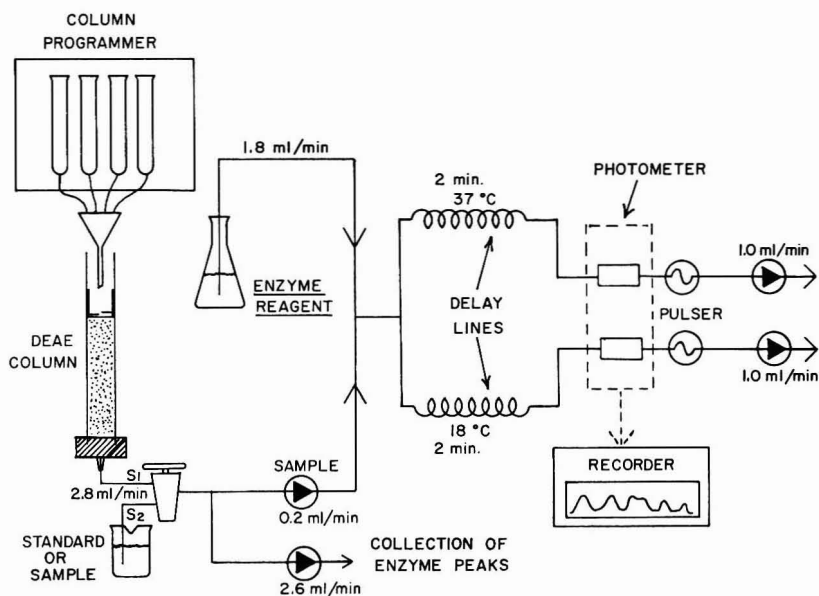 COLUMN
PROGRAMMER
1.8 ml/min
ENZYME
REAGENT
2 min.
37 °C
DELAY
LINES
18 °C
2 min.
PHOTOMETER
1.0 ml/min
PULSER
1.0 ml/min
DEAE
COLUMN
S1
2.8 ml/min
S2
STANDARD
OR
SAMPLE
SAMPLE
0.2 ml/min
2.6 ml/min
COLLECTION OF
ENZYME PEAKS
RECORDER